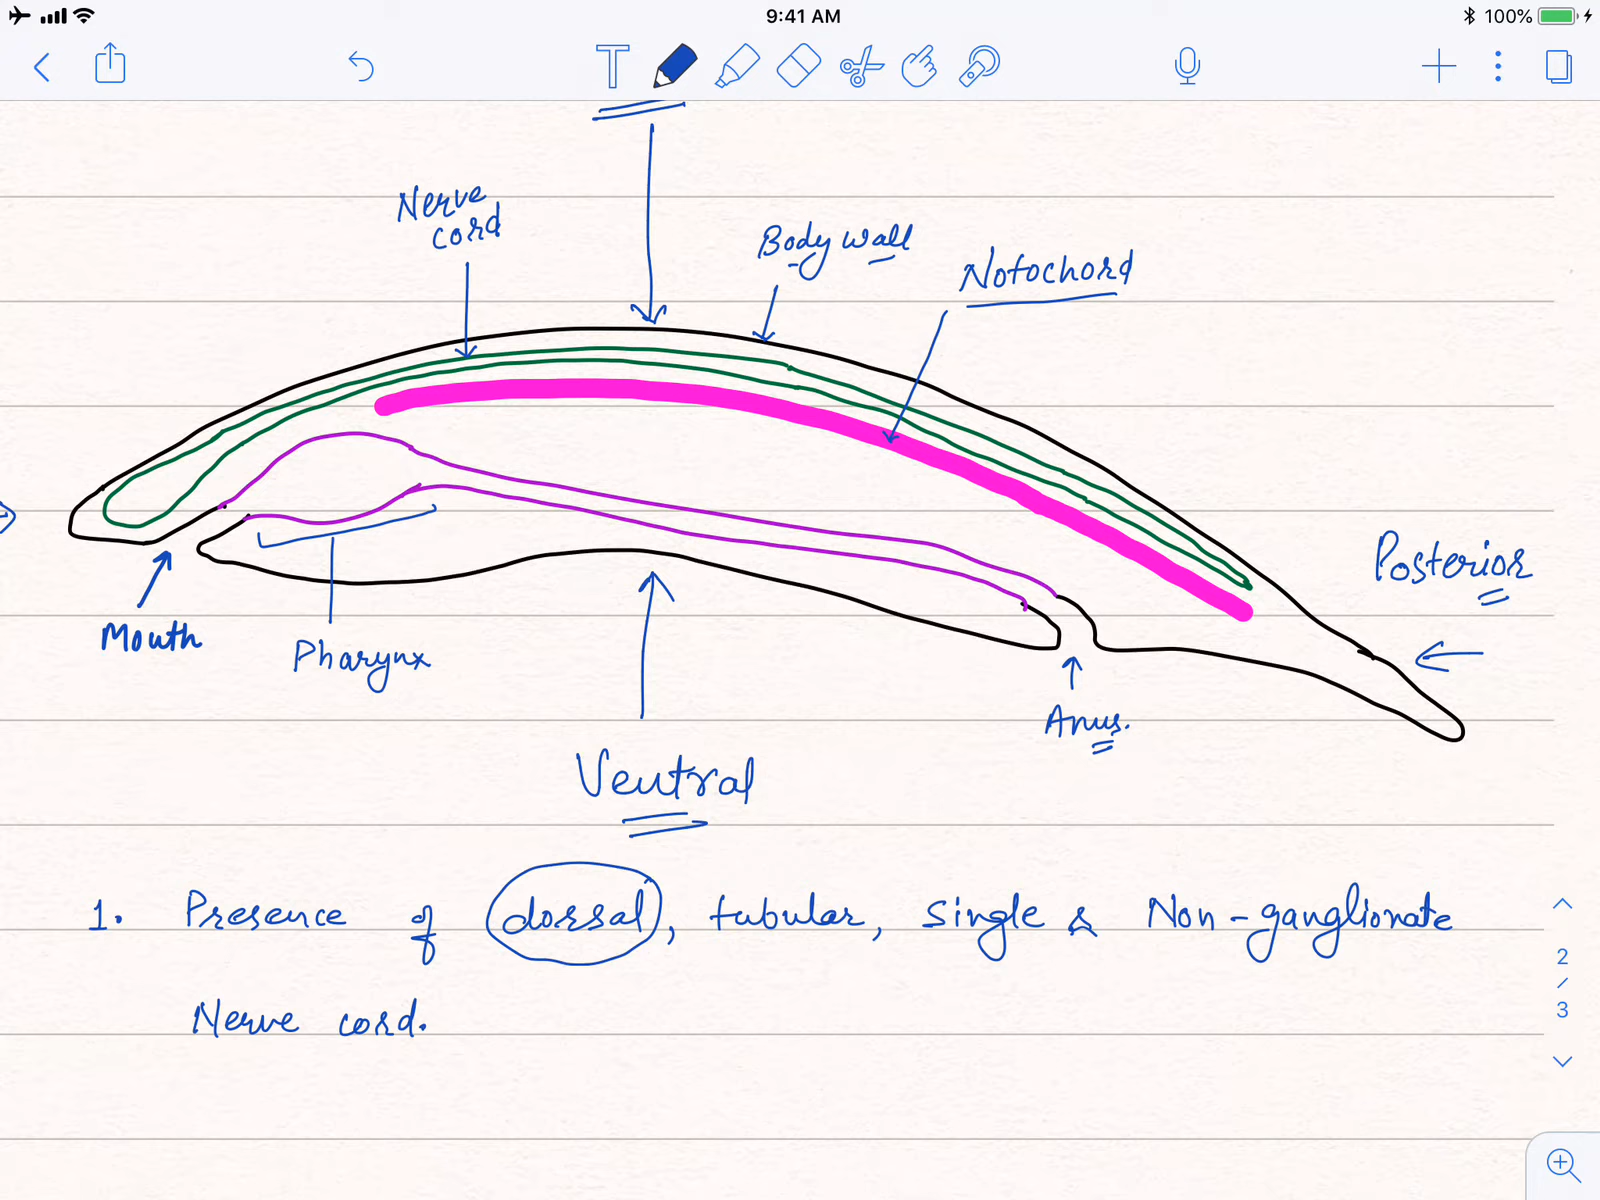 9:41 AM
100%
T
Nerve
cord
Body wall
Notochord
Posterior
Mouth
Pharynx
Anus.
Ventral
1. Presence of dorsal, tubular, single & Non-ganglionate
Nerve cord.
2
/
3